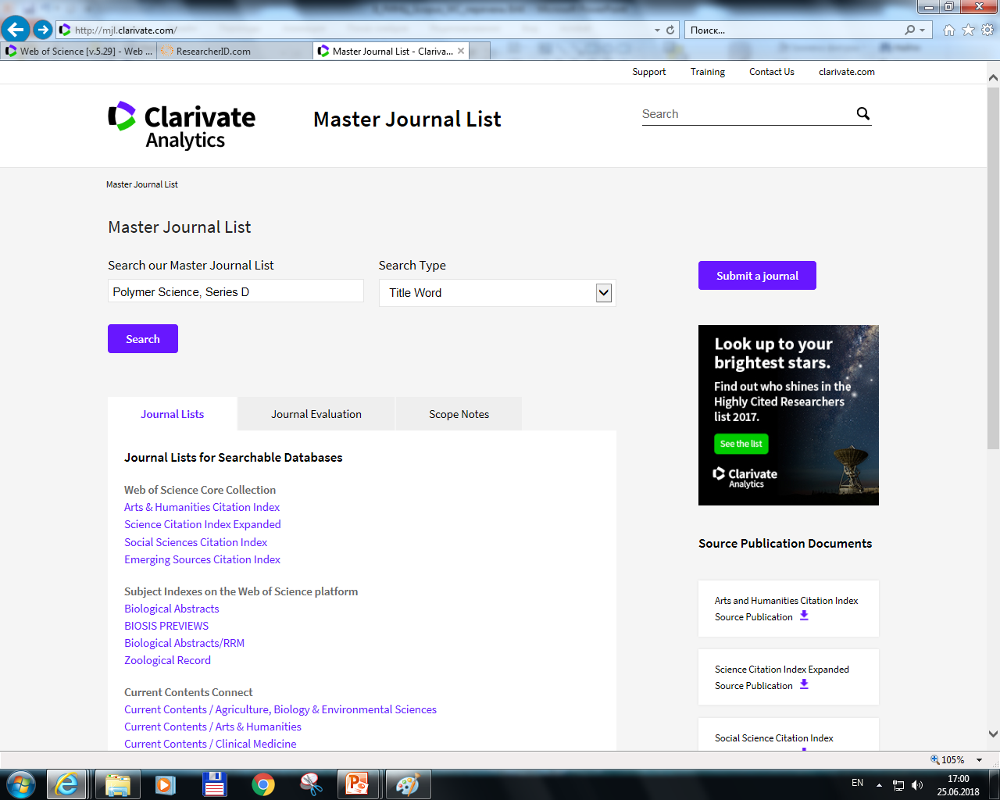 http://mjl.clarivate.com/
Поиск...
Web of Science [v.5.29] - Web ...
ResearcherID.com
Master Journal List - Clariva...
Support
Training
Contact Us
clarivate.com
Clarivate
Analytics
Master Journal List
Search
Master Journal List
Master Journal List
Search our Master Journal List
Search Type
Polymer Science, Series D
Title Word
Submit a journal
Search
Look up to your
brightest stars.
Find out who shines in the
Highly Cited Researchers
list 2017.
See the list
Clarivate
Analytics
Journal Lists
Journal Evaluation
Scope Notes
Journal Lists for Searchable Databases
Web of Science Core Collection
Arts & Humanities Citation Index
Science Citation Index Expanded
Social Sciences Citation Index
Emerging Sources Citation Index
Subject Indexes on the Web of Science platform
Biological Abstracts
BIOSIS PREVIEWS
Biological Abstracts/RRM
Zoological Record
Current Contents Connect
Current Contents / Agriculture, Biology & Environmental Sciences
Current Contents / Arts & Humanities
Current Contents / Clinical Medicine
Source Publication Documents
Arts and Humanities Citation Index
Source Publication
Science Citation Index Expanded
Source Publication
Social Science Citation Index
105%
EN
17:00
25.06.2018